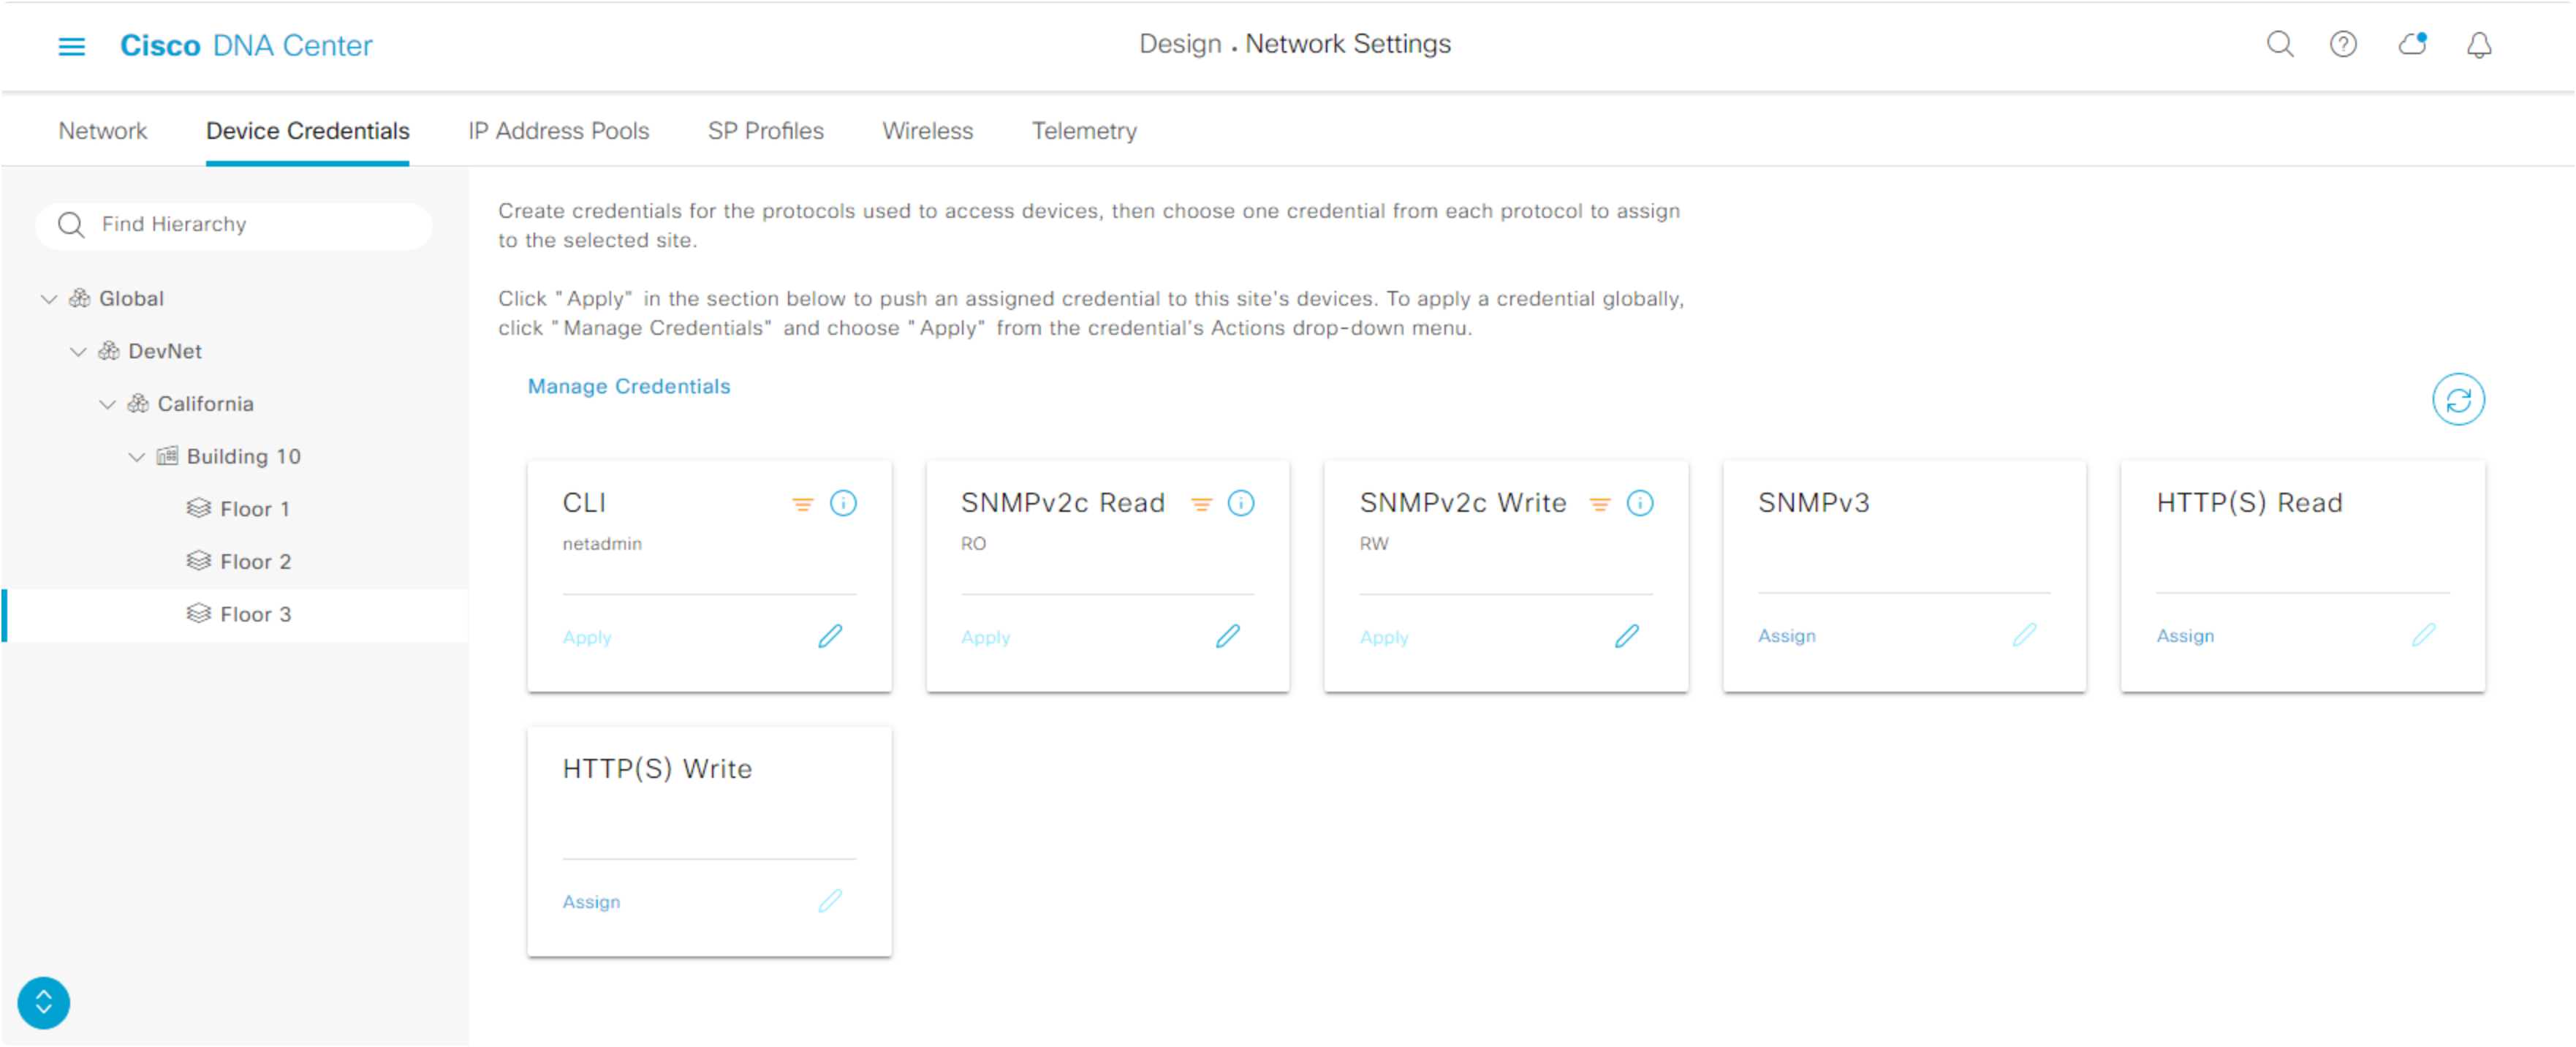 Cisco DNA Center
Design . Network Settings
Network
Device Credentials
IP Address Pools
SP Profiles
Wireless
Telemetry
Find Hierarchy
Global
DevNet
California
Building 10
Floor 1
Floor 2
Floor 3
Create credentials for the protocols used to access devices, then choose one credential from each protocol to assign
to the selected site.
Click "Apply" in the section below to push an assigned credential to this site's devices. To apply a credential globally,
click "Manage Credentials" and choose "Apply" from the credential's Actions drop-down menu.
Manage Credentials
CLI
netadmin
Apply
SNMPv2c Read
RO
Apply
SNMPv2c Write
RW
Apply
SNMPv3
Assign
HTTP(S) Read
Assign
HTTP(S) Write
Assign